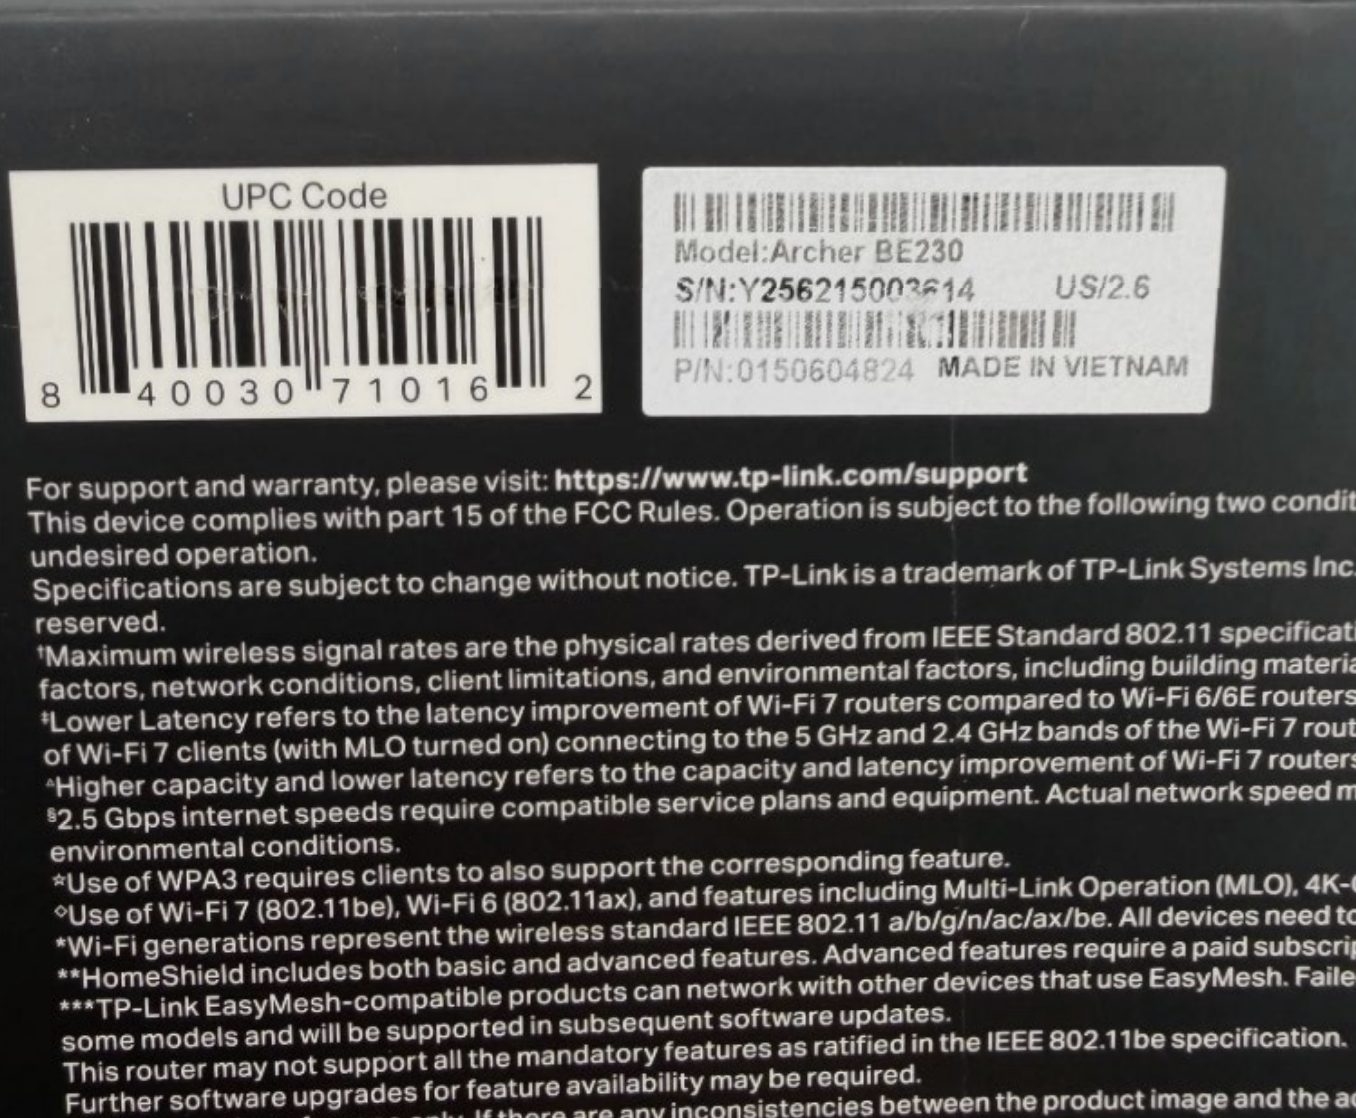 UPC Code
8 40030 71016 2
Model:Archer BE230
S/N:Y256215003614 US/2.6
P/N:0150604824 MADE IN VIETNAM
For support and warranty, please visit: https://www.tp-link.com/support
This device complies with part 15 of the FCC Rules. Operation is subject to the following two condit
undesired operation.
Specifications are subject to change without notice. TP-Link is a trademark of TP-Link Systems Inc.
reserved.
†Maximum wireless signal rates are the physical rates derived from IEEE Standard 802.11 specificati
factors, network conditions, client limitations, and environmental factors, including building materia
‡Lower Latency refers to the latency improvement of Wi-Fi 7 routers compared to Wi-Fi 6/6E routers
of Wi-Fi 7 clients (with MLO turned on) connecting to the 5 GHz and 2.4 GHz bands of the Wi-Fi 7 rout
△Higher capacity and lower latency refers to the capacity and latency improvement of Wi-Fi 7 routers
§2.5 Gbps internet speeds require compatible service plans and equipment. Actual network speed m
environmental conditions.
☆Use of WPA3 requires clients to also support the corresponding feature.
◇Use of Wi-Fi 7 (802.11be), Wi-Fi 6 (802.11ax), and features including Multi-Link Operation (MLO), 4K-
*Wi-Fi generations represent the wireless standard IEEE 802.11 a/b/g/n/ac/ax/be. All devices need to
**HomeShield includes both basic and advanced features. Advanced features require a paid subscrip
***TP-Link EasyMesh-compatible products can network with other devices that use EasyMesh. Faile
some models and will be supported in subsequent software updates.
This router may not support all the mandatory features as ratified in the IEEE 802.11be specification.
Further software upgrades for feature availability may be required.
only. If there are any inconsistencies between the product image and the ac